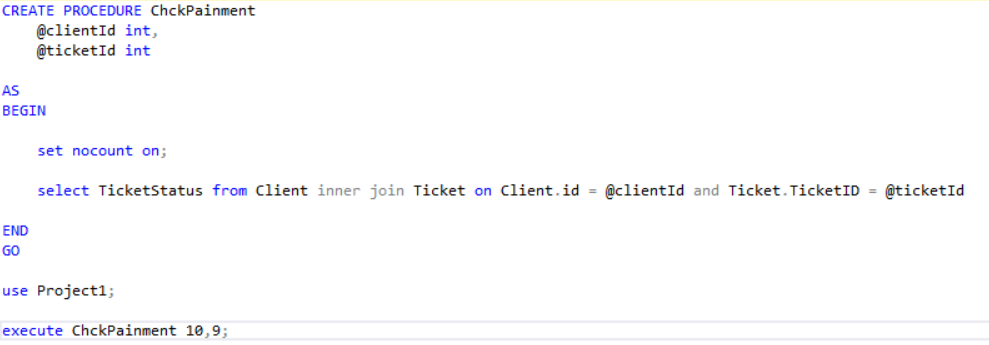 CREATE PROCEDURE ChckPainment
@clientId int,
@ticketId int
AS
BEGIN
set nocount on;
select TicketStatus from Client inner join Ticket on Client.id = @clientId and Ticket.TicketID = @ticketId
END
GO
use Project1;
execute ChckPainment 10,9;